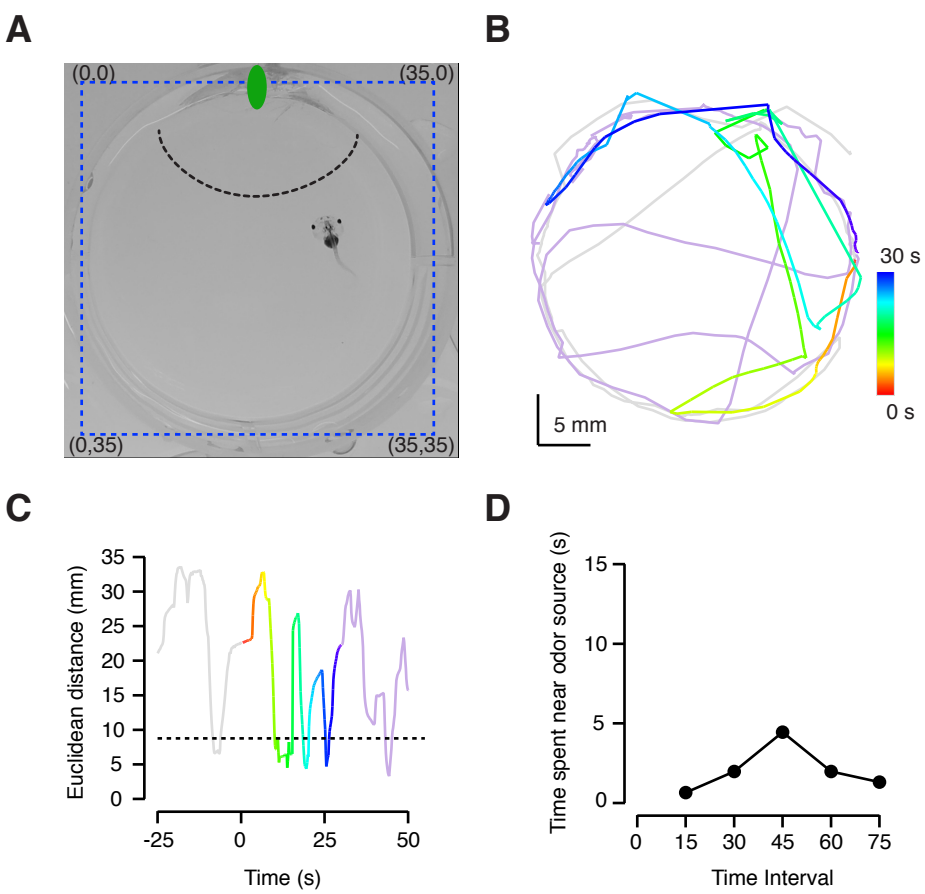 A
(0,0)
(35,0)
(0,35)
(35,35)
B
30 s
0 s
5 mm
C
Euclidean distance (mm)
35
30
25
20
15
10
5
0
-25
0
25
50
Time (s)
D
Time spent near odor source (s)
15
10
5
0
0
15
30
45
60
75
Time Interval